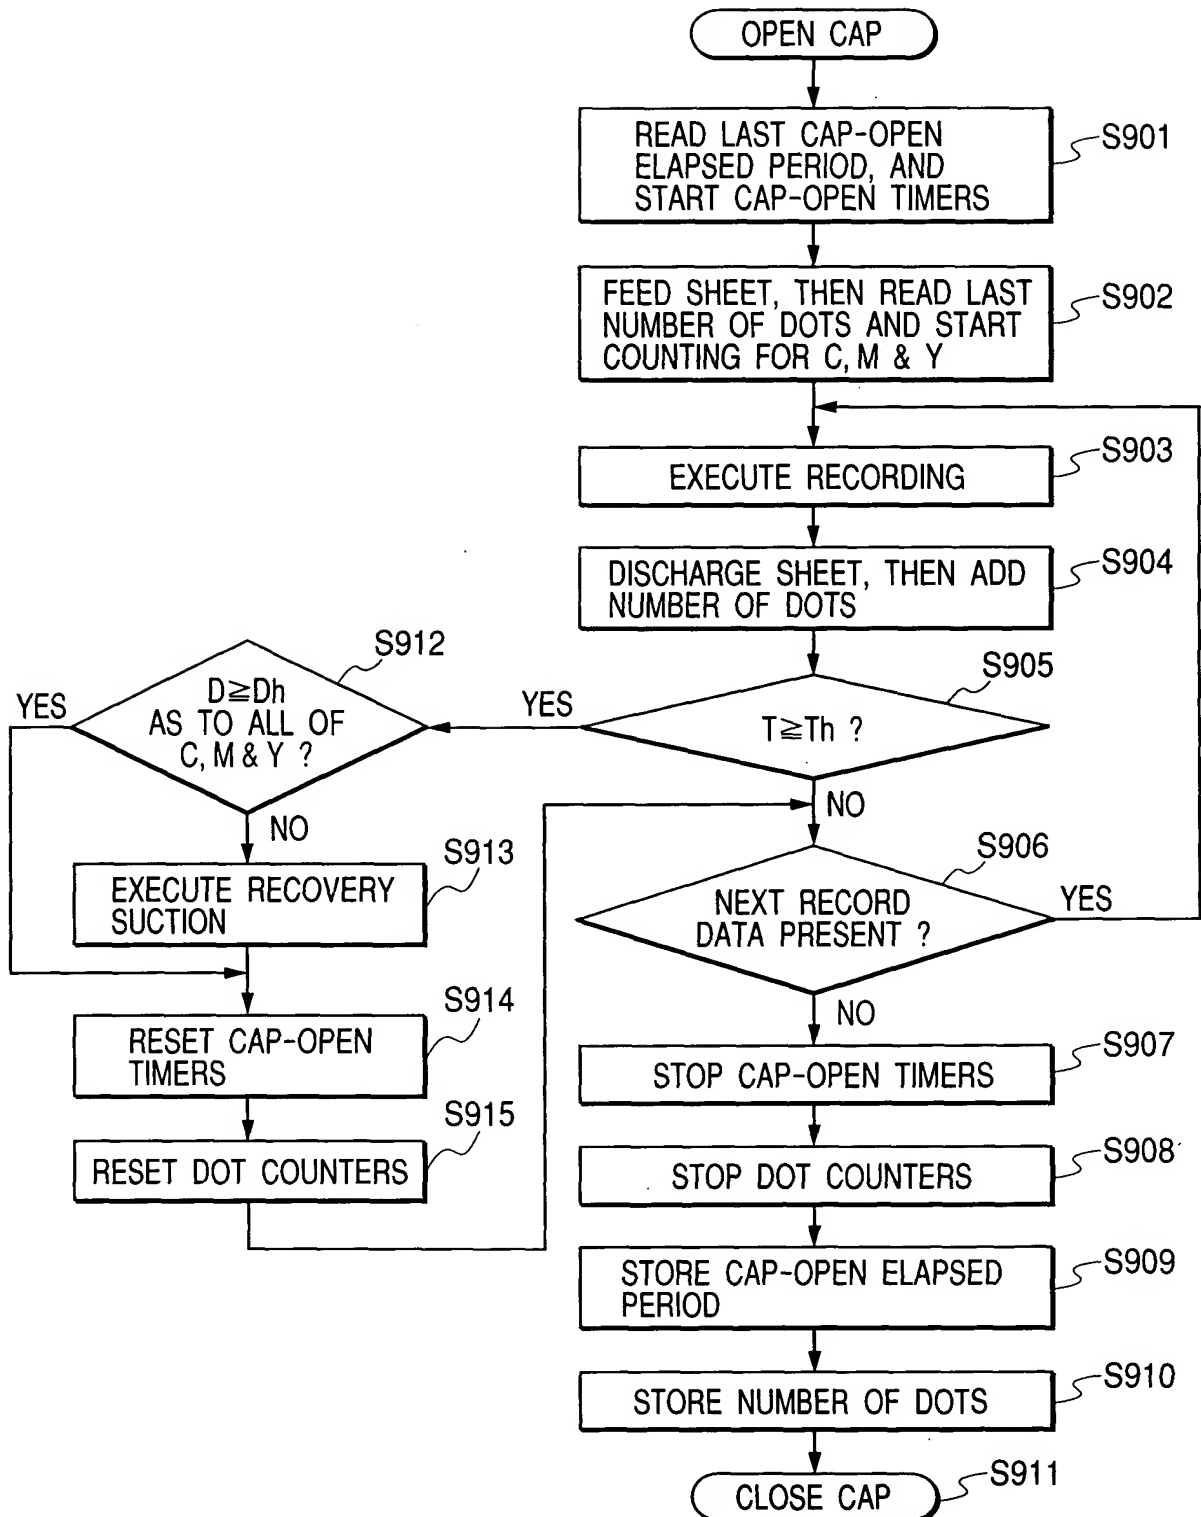 OPEN CAP
READ LAST CAP-OPEN
ELAPSED PERIOD, AND
START CAP-OPEN TIMERS
S901
FEED SHEET, THEN READ LAST
NUMBER OF DOTS AND START
COUNTING FOR C, M & Y
S902
EXECUTE RECORDING
S903
DISCHARGE SHEET, THEN ADD
NUMBER OF DOTS
S904
T≧Th ?
S905
YES
NO
D≧Dh
AS TO ALL OF
C, M & Y ?
S912
YES
NO
EXECUTE RECOVERY
SUCTION
S913
RESET CAP-OPEN
TIMERS
S914
RESET DOT COUNTERS
S915
NEXT RECORD
DATA PRESENT ?
S906
YES
NO
STOP CAP-OPEN TIMERS
S907
STOP DOT COUNTERS
S908
STORE CAP-OPEN ELAPSED
PERIOD
S909
STORE NUMBER OF DOTS
S910
CLOSE CAP
S911